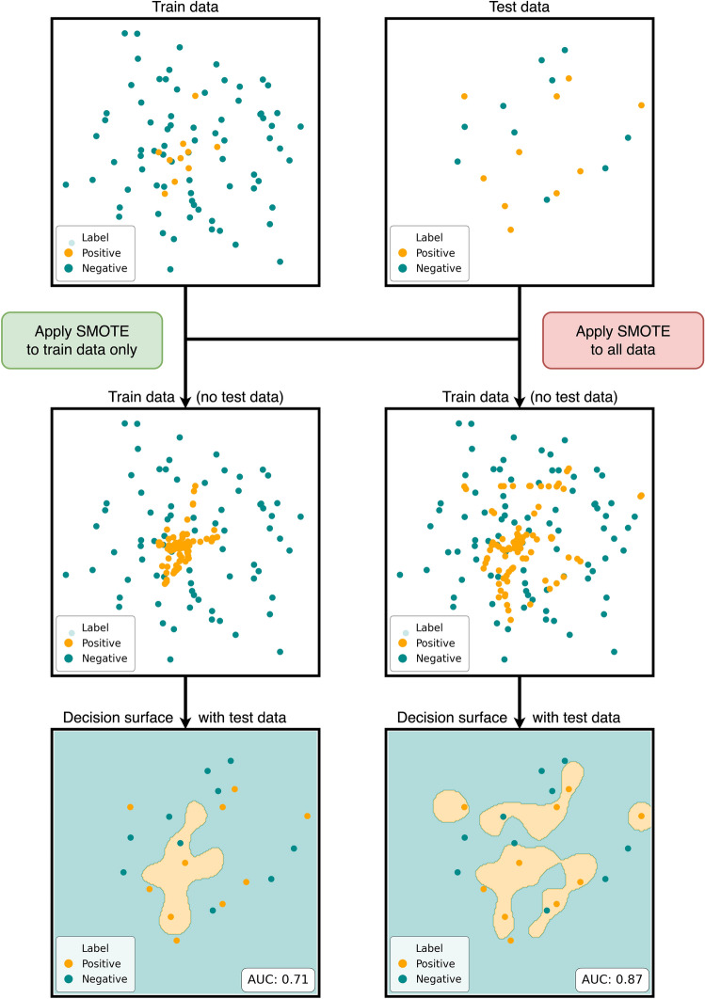 Train data
Test data
Label
Positive
Negative
Label
Positive
Negative
Apply SMOTE
to train data only
Apply SMOTE
to all data
Train data (no test data)
Train data (no test data)
Label
Positive
Negative
Label
Positive
Negative
Decision surface with test data
Decision surface with test data
Label
Positive
Negative
AUC: 0.71
Label
Positive
Negative
AUC: 0.87